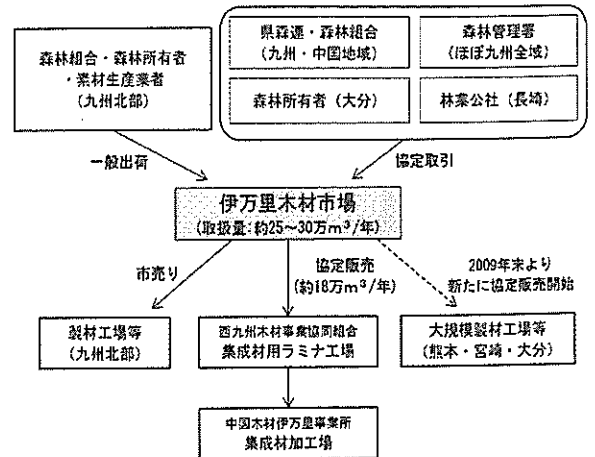 森林組合・森林所有者
・素材生産業者
(九州北部)
県森連・森林組合
(九州・中国地域)
森林管理署
(ほぼ九州全域)
森林所有者(大分)
林業公社(長崎)
一般出荷
協定取引
伊万里木材市場
(取扱量:約25~30万m³/年)
市売り
協定販売
(約18万m³/年)
2009年末より
新たに協定販売開始
製材工場等
(九州北部)
西九州木材事業協同組合
集成材用ラミナ工場
大規模製材工場等
(熊本・宮崎・大分)
中国木材伊万里事業所
集成材加工場